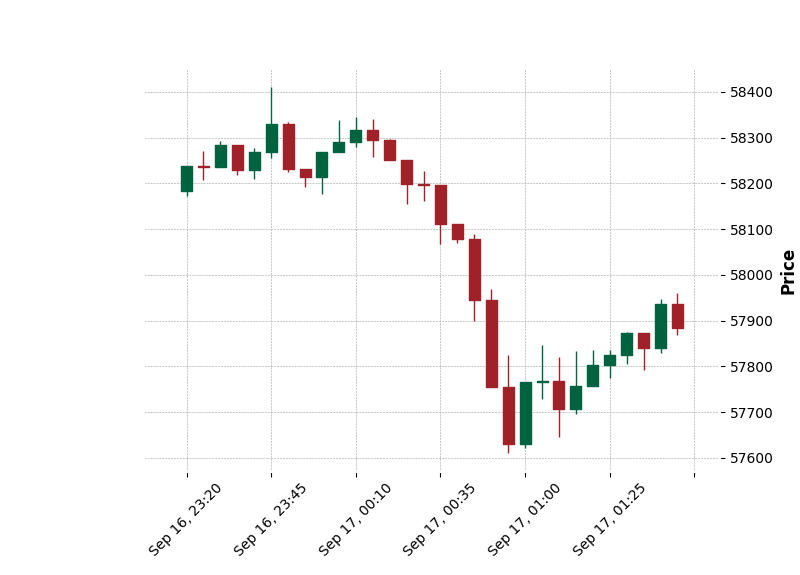 58400
58300
58200
58100
58000
57900
57800
57700
57600
Price
Sep 16, 23:20
Sep 16, 23:45
Sep 17, 00:10
Sep 17, 00:35
Sep 17, 01:00
Sep 17, 01:25